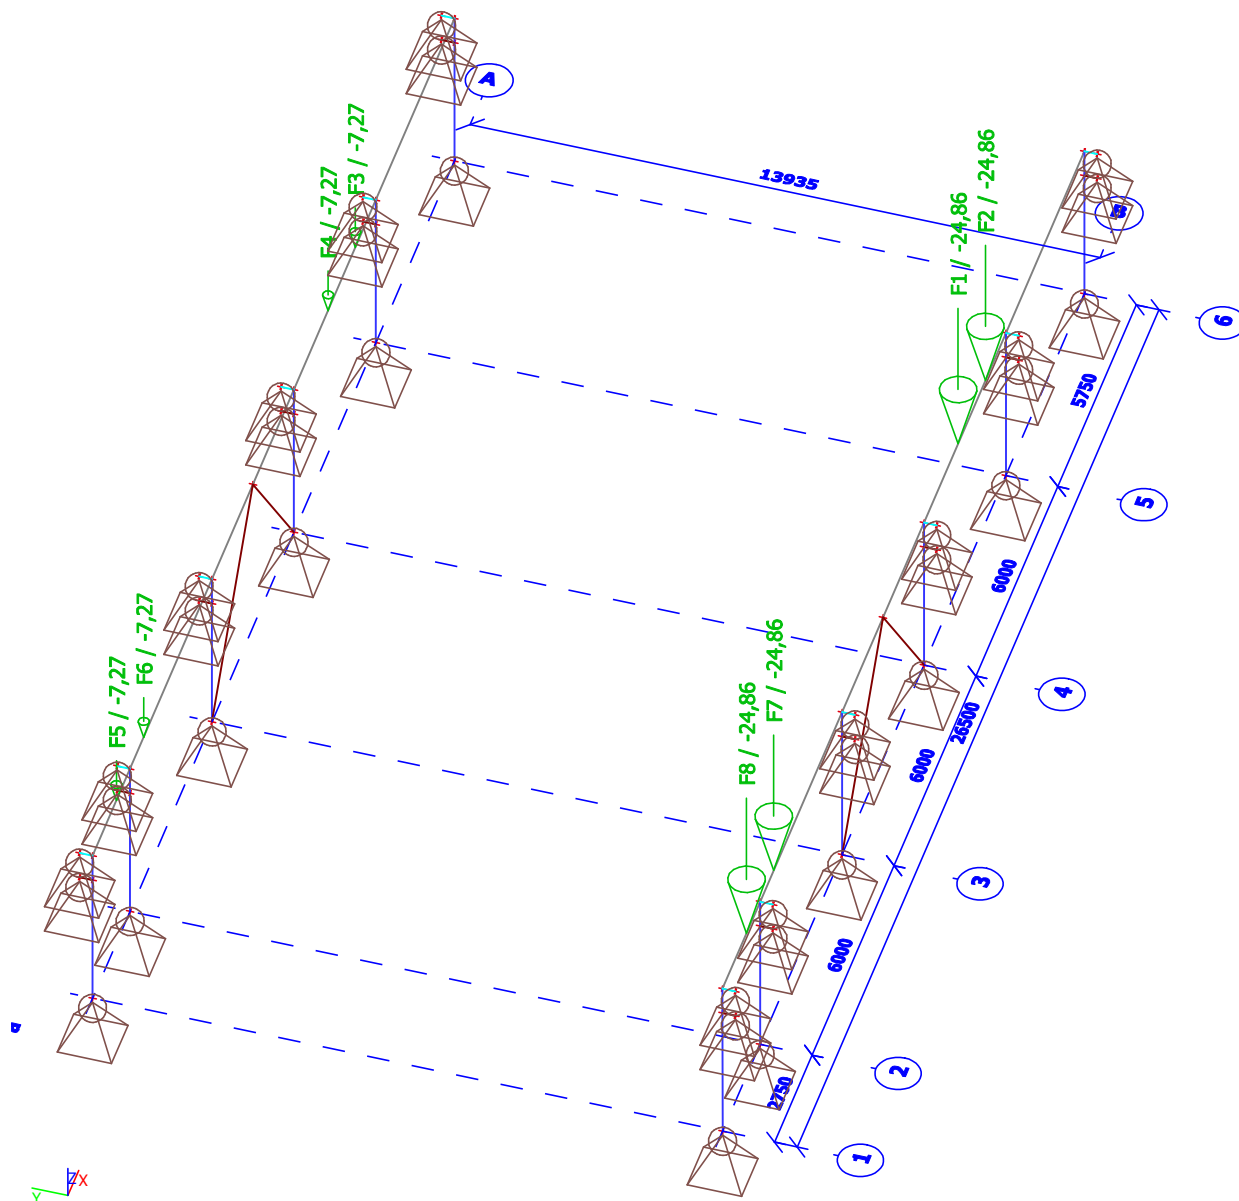 A
F3 / -7,27
F4 / -7,27
13935
F2 / -24,86
F1 / -24,86
B
6
5750
5
6000
4
26500
F6 / -7,27
F5 / -7,27
F7 / -24,86
F8 / -24,86
6000
3
6000
2
2750
1
Z
X
Y